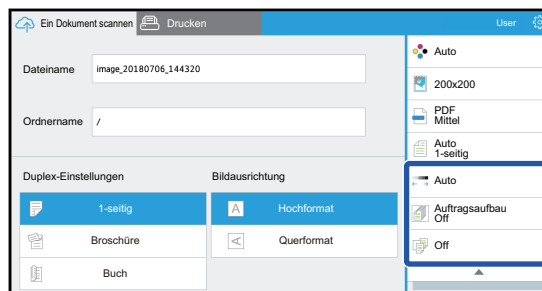 Ein Dokument scannen
Drucken
User
Dateiname
image_20180706_144320
Ordnername
/
Duplex-Einstellungen
Bildausrichtung
1-seitig
A Hochformat
Broschüre
A Querformat
Buch
Auto
200x200
PDF
Mittel
Auto
1-seitig
Auto
Auftragsaufbau
Off
Off